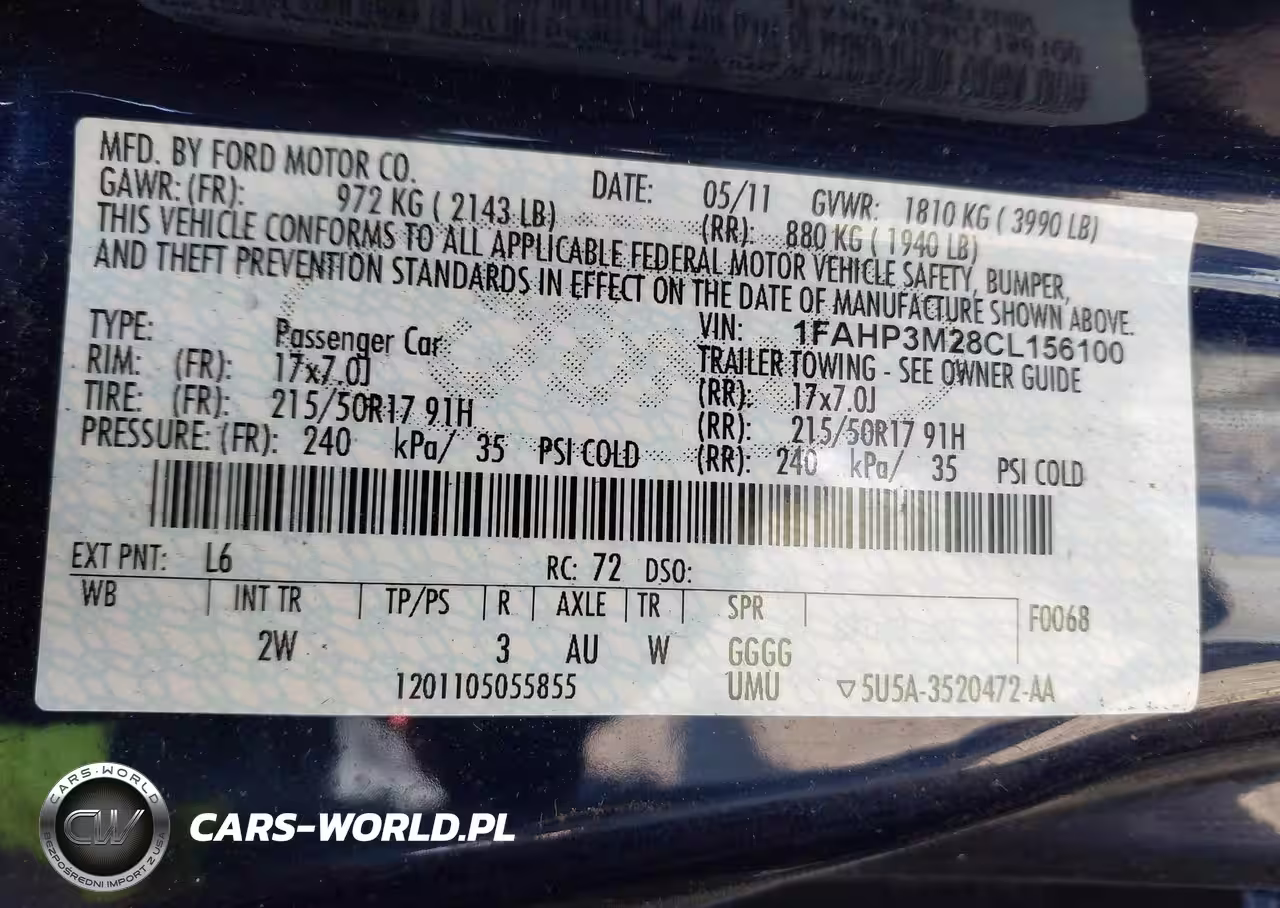 MFD. BY FORD MOTOR CO. DATE: 05/11 GVWR: 1810 KG ( 3990 LB)
GAWR: (FR): 972 KG ( 2143 LB) (RR): 880 KG ( 1940 LB)
THIS VEHICLE CONFORMS TO ALL APPLICABLE FEDERAL MOTOR VEHICLE SAFETY, BUMPER,
AND THEFT PREVENTION STANDARDS IN EFFECT ON THE DATE OF MANUFACTURE SHOWN ABOVE.
VIN: 1FAHP3M28CL156100
TYPE: Passenger Car TRAILER TOWING - SEE OWNER GUIDE
RIM: (FR): 17x7.0J (RR): 17x7.0J
TIRE: (FR): 215/50R17 91H (RR): 215/50R17 91H
PRESSURE: (FR): 240 kPa/ 35 PSI COLD (RR): 240 kPa/ 35 PSI COLD
EXT PNT: L6 RC: 72 DSO:
WB INT TR TP/PS R AXLE TR SPR F0068
2W 3 AU W GGGG
1201105055855 UMU ▽5U5A-3520472-AA
CARS-WORLD
CW
BEZPOŚREDNI IMPORT Z USA
CARS-WORLD.PL